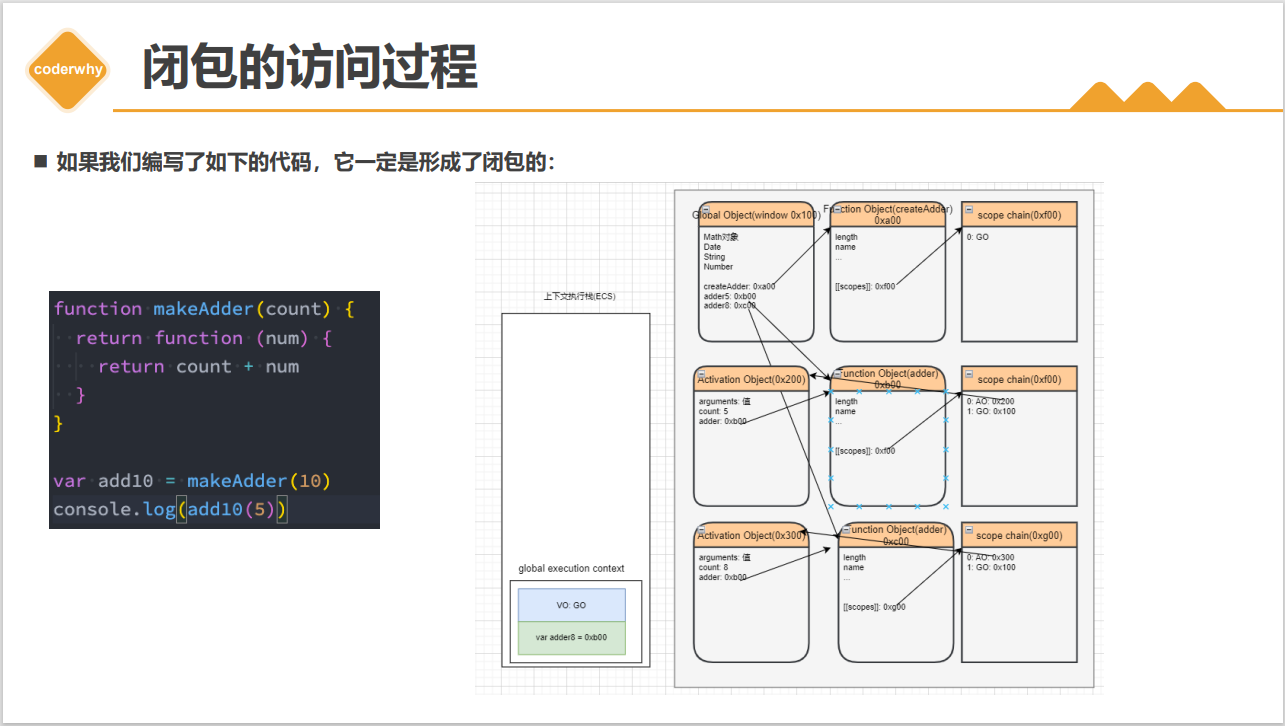 coderwhy
闭包的访问过程
如果我们编写了如下的代码，它一定是形成了闭包的：
function makeAdder(count) {
return function (num) {
return count + num
}
}
var add10 = makeAdder(10)
console.log(add10(5))
上下文执行栈(ECS)
global execution context
VO: GO
var adder8 = 0xb00
Global Object(window 0x100)
Math对象
Date
String
Number
createAdder: 0xa00
adder5: 0xb00
adder8: 0xc00
Function Object(createAdder)
0xa00
length
name
...
[[scopes]]: 0xf00
scope chain(0xf00)
0: GO
Activation Object(0x200)
arguments: 值
count: 5
adder: 0xb00
Function Object(adder)
0xb00
length
name
...
[[scopes]]: 0xf00
scope chain(0xf00)
0: AO: 0x200
1: GO: 0x100
Activation Object(0x300)
arguments: 值
count: 8
adder: 0xb00
Function Object(adder)
0xc00
length
name
...
[[scopes]]: 0xg00
scope chain(0xg00)
0: AO: 0x300
1: GO: 0x100